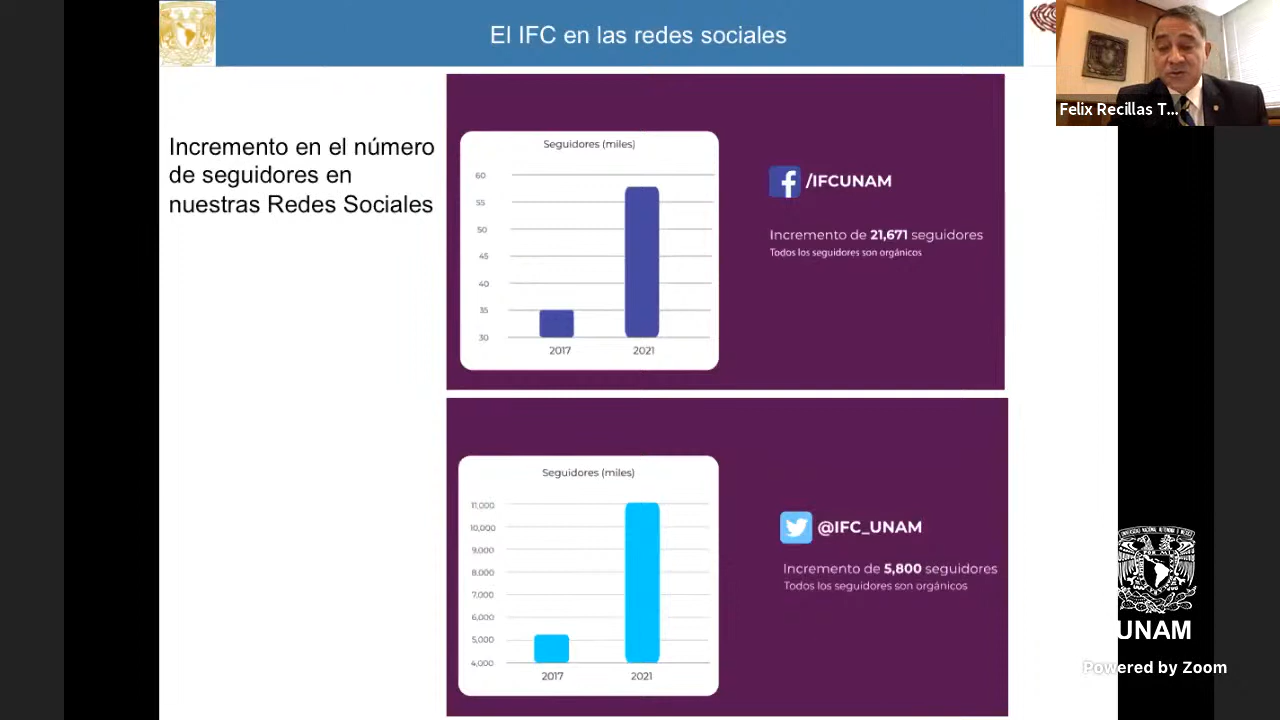 El IFC en las redes sociales
Felix Recillas T...
Incremento en el número
de seguidores en
nuestras Redes Sociales
Seguidores (miles)
60
55
50
45
40
35
30
2017 2021
/IFCUNAM
Incremento de 21,671 seguidores
Todos los seguidores son orgánicos
Seguidores (miles)
11,000
10,000
9,000
8,000
7,000
6,000
5,000
4,000
2017 2021
@IFC_UNAM
Incremento de 5,800 seguidores
Todos los seguidores son orgánicos
UNAM
Powered by Zoom